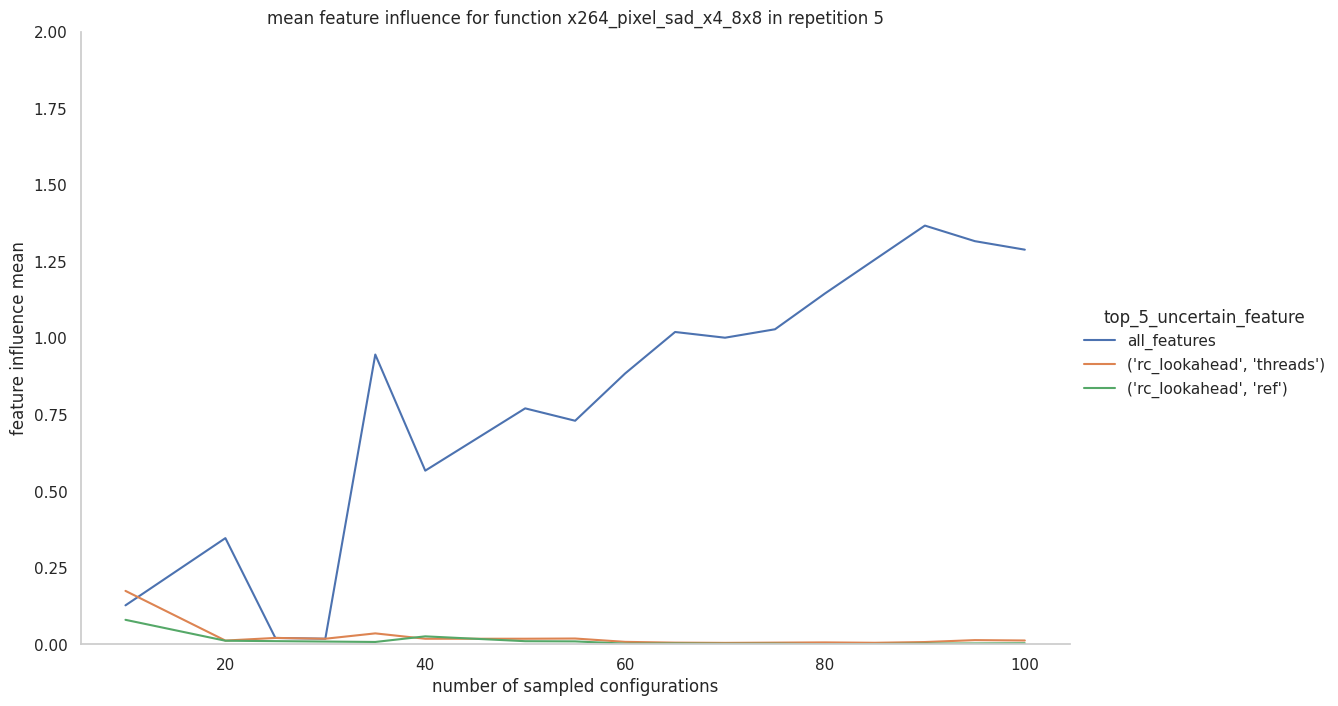 mean feature influence for function x264_pixel_sad_x4_8x8 in repetition 5
2.00
1.75
1.50
1.25
1.00
0.75
0.50
0.25
0.00
feature influence mean
20
40
60
80
100
number of sampled configurations
top_5_uncertain_feature
all_features
('rc_lookahead', 'threads')
('rc_lookahead', 'ref')